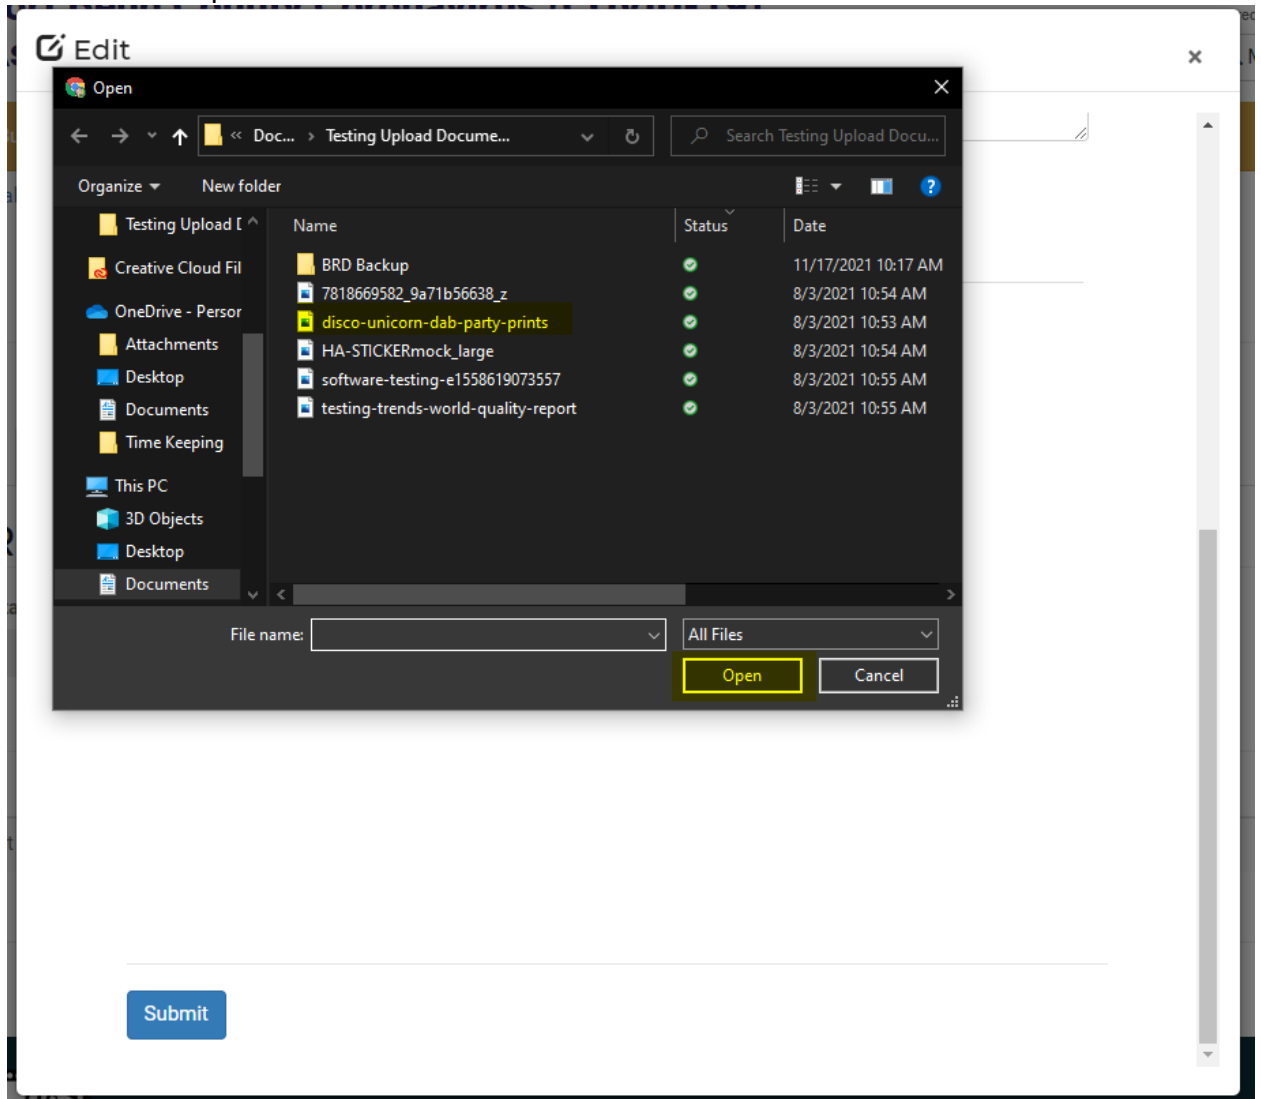 Edit
×
Open
« Doc... › Testing Upload Docume...
Search Testing Upload Docu...
Organize
New folder
Testing Upload
Creative Cloud Fil
OneDrive - Person
Attachments
Desktop
Documents
Time Keeping
This PC
3D Objects
Desktop
Documents
Name Status Date
BRD Backup 11/17/2021 10:17 AM
7818669582_9a71b56638_z 8/3/2021 10:54 AM
disco-unicorn-dab-party-prints 8/3/2021 10:53 AM
HA-STICKERmock_large 8/3/2021 10:54 AM
software-testing-e1558619073557 8/3/2021 10:55 AM
testing-trends-world-quality-report 8/3/2021 10:55 AM
File name:
All Files
Open Cancel
Submit